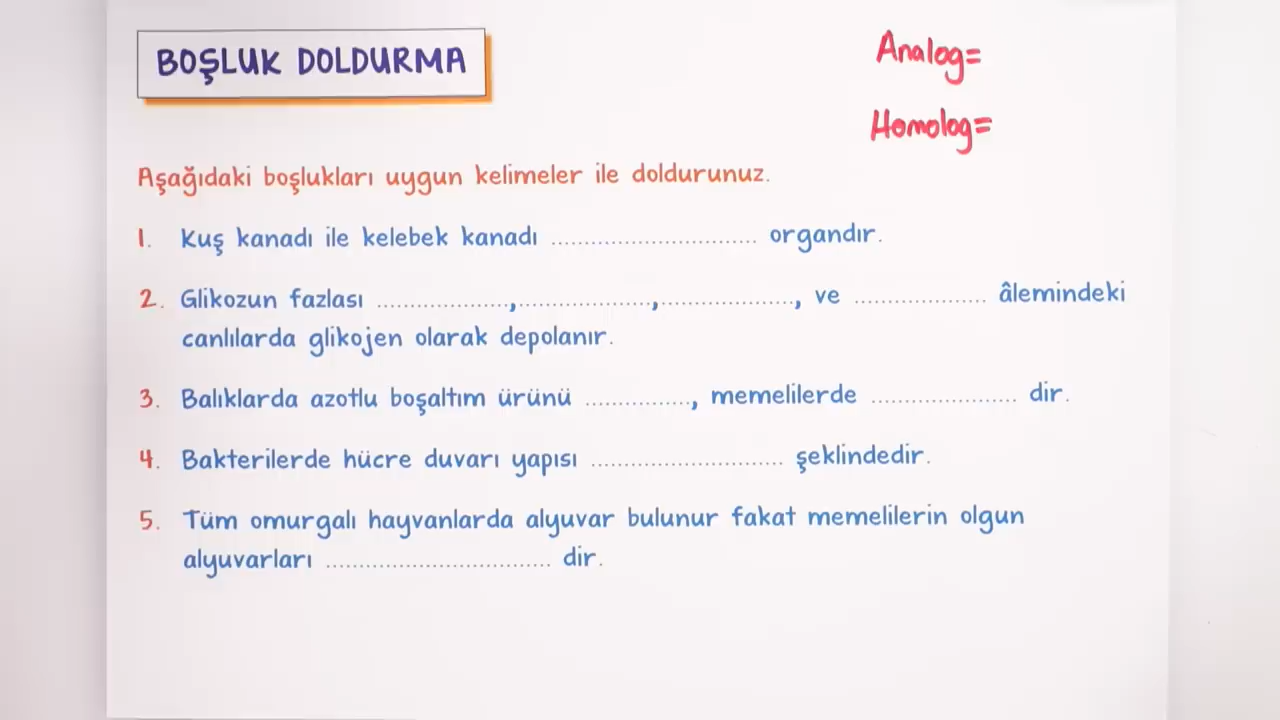 BOŞLUK DOLDURMA
Analog=
Homolog=
Aşağıdaki boşlukları uygun kelimeler ile doldurunuz.
1. Kuş kanadı ile kelebek kanadı ............................. organdır.
2. Glikozun fazlası ...................,...................,..................., ve ................... âlemindeki
canlılarda glikojen olarak depolanır.
3. Balıklarda azotlu boşaltım ürünü ..............., memelilerde ..................... dir.
4. Bakterilerde hücre duvarı yapısı ........................... şeklindedir.
5. Tüm omurgalı hayvanlarda alyuvar bulunur fakat memelilerin olgun
alyuvarları ................................ dir.